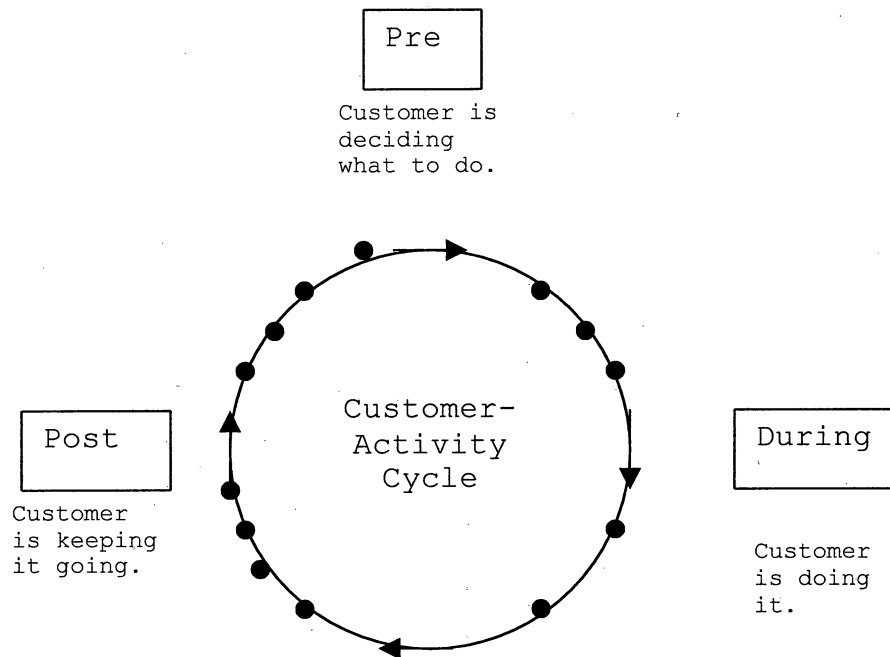 Pre
Customer is
deciding
what to do.
Customer-
Activity
Cycle
Post
Customer
is keeping
it going.
During
Customer
is doing
it.